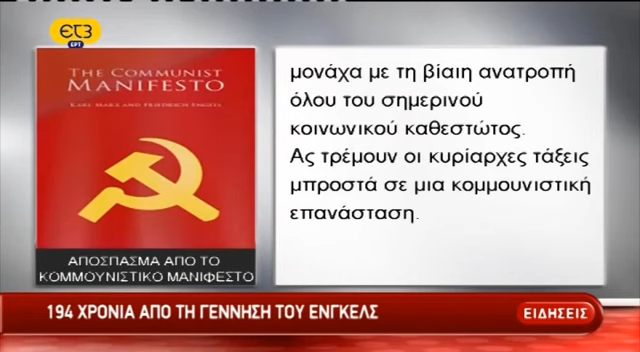 ετ3
ΕΡΤ
THE COMMUNIST
MANIFESTO
KARL MARX AND FRIEDRICH ENGELS
ΑΠΟΣΠΑΣΜΑ ΑΠΟ ΤΟ
ΚΟΜΜΟΥΝΙΣΤΙΚΟ ΜΑΝΙΦΕΣΤΟ
μονάχα με τη βίαιη ανατροπή
όλου του σημερινού
κοινωνικού καθεστώτος.
Ας τρέμουν οι κυρίαρχες τάξεις
μπροστά σε μια κομμουνιστική
επανάσταση.
194 ΧΡΟΝΙΑ ΑΠΟ ΤΗ ΓΕΝΝΗΣΗ ΤΟΥ ΕΝΓΚΕΛΣ
ΕΙΔΗΣΕΙΣ